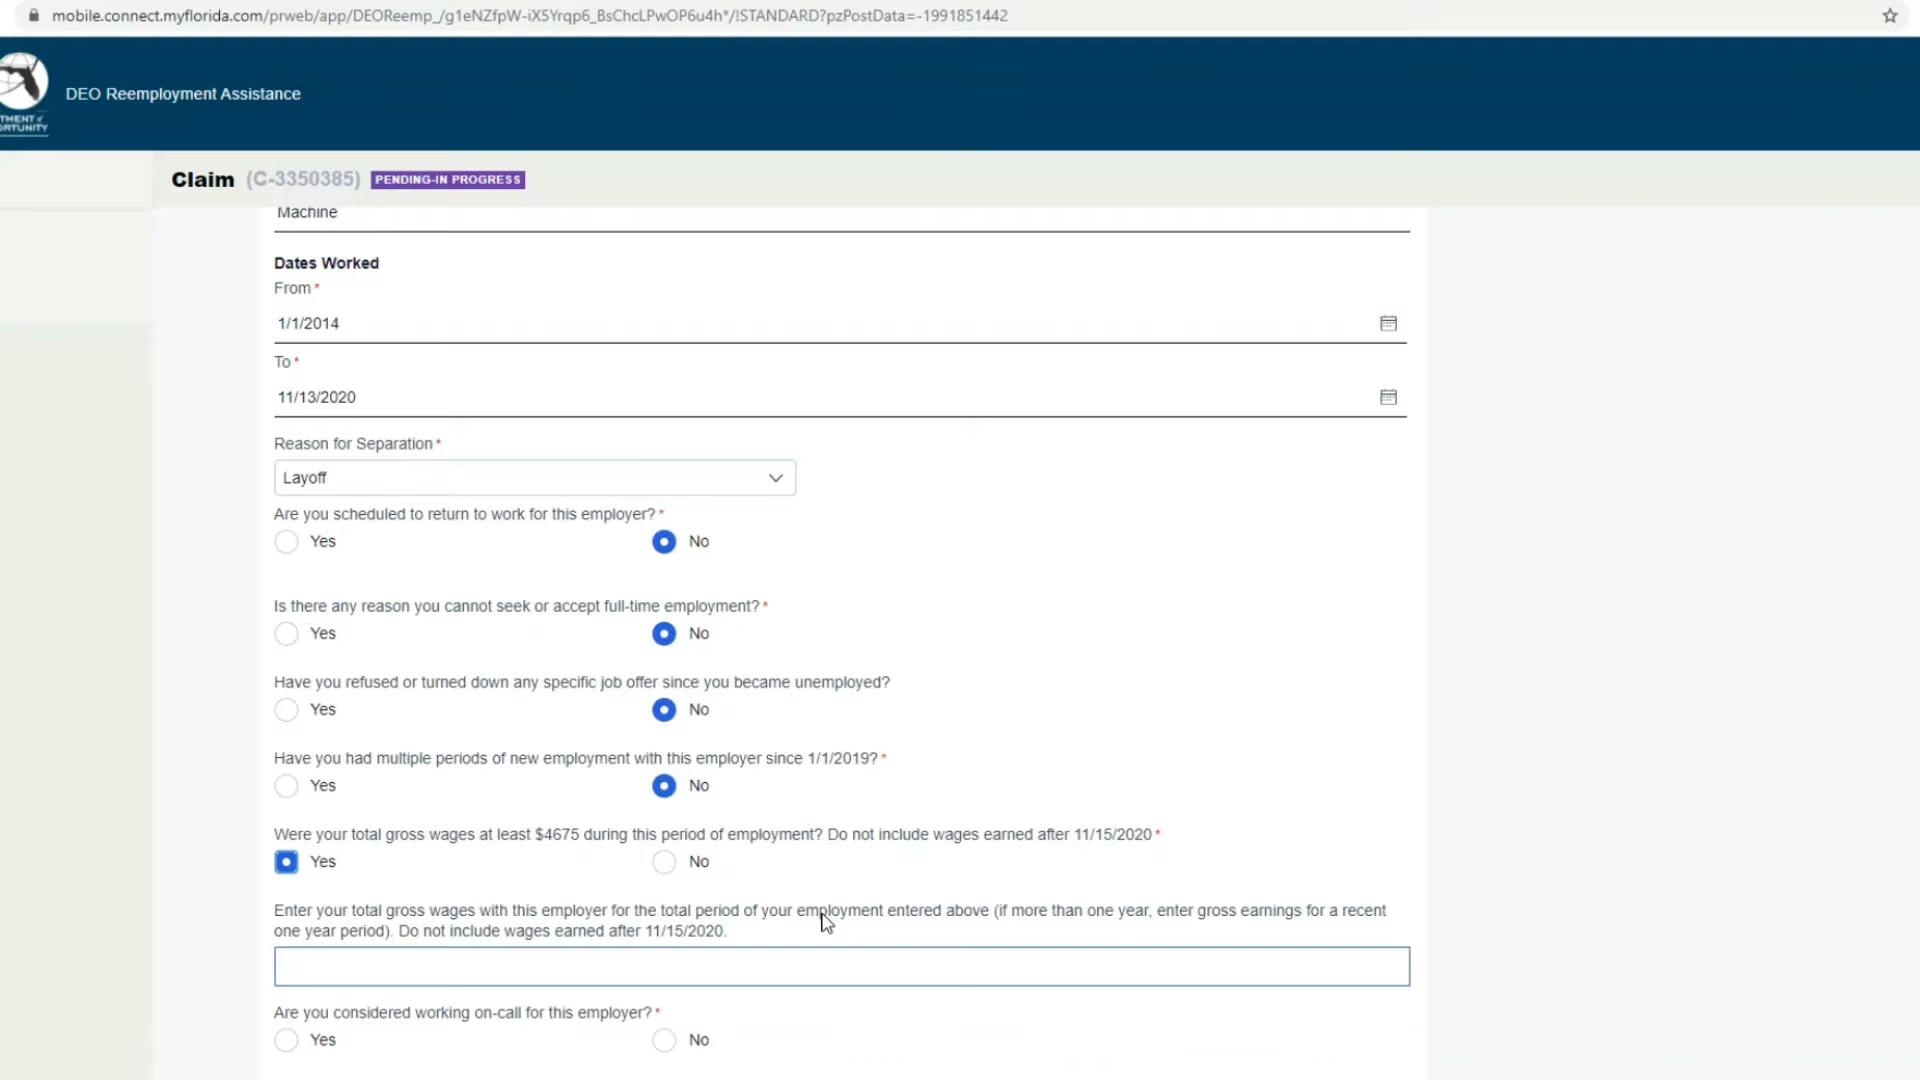 mobile.connect.myflorida.com/prweb/app/DEOReemp_/g1eNZfpW-iX5Yrqp6_BsChcLPwOP6u4h*/!STANDARD?pzPostData=-1991851442
DEO Reemployment Assistance
TMENT of
ORTUNITY
Claim (C-3350385) PENDING-IN PROGRESS
Machine
Dates Worked
From *
1/1/2014
To *
11/13/2020
Reason for Separation *
Layoff
Are you scheduled to return to work for this employer? *
Yes No
Is there any reason you cannot seek or accept full-time employment? *
Yes No
Have you refused or turned down any specific job offer since you became unemployed?
Yes No
Have you had multiple periods of new employment with this employer since 1/1/2019? *
Yes No
Were your total gross wages at least $4675 during this period of employment? Do not include wages earned after 11/15/2020 *
Yes No
Enter your total gross wages with this employer for the total period of your employment entered above (if more than one year, enter gross earnings for a recent
one year period). Do not include wages earned after 11/15/2020.
Are you considered working on-call for this employer? *
Yes No